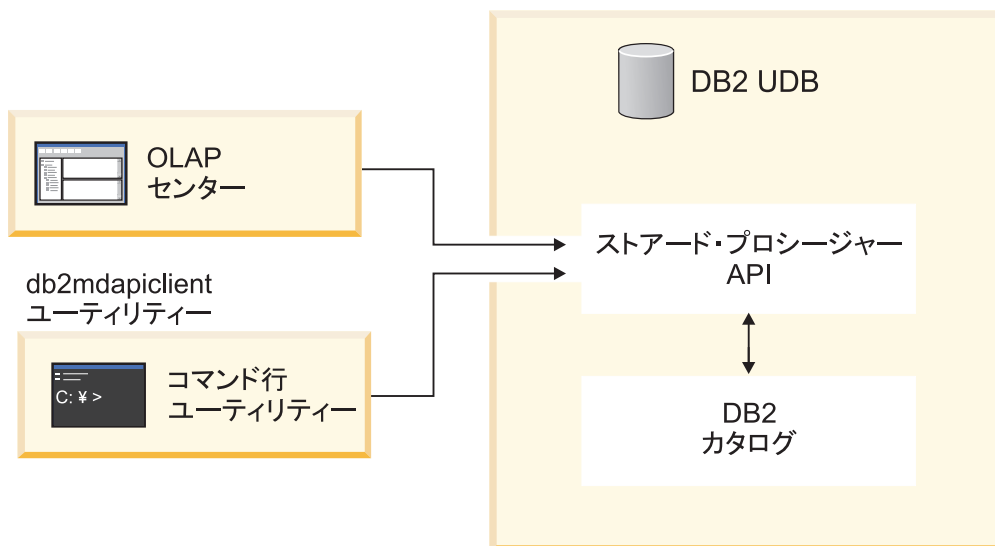 DB2 UDB
OLAP
センター
ストアード・プロシージャー
API
db2mdapiclient
ユーティリティー
C: ¥ >
コマンド行
ユーティリティー
DB2
カタログ